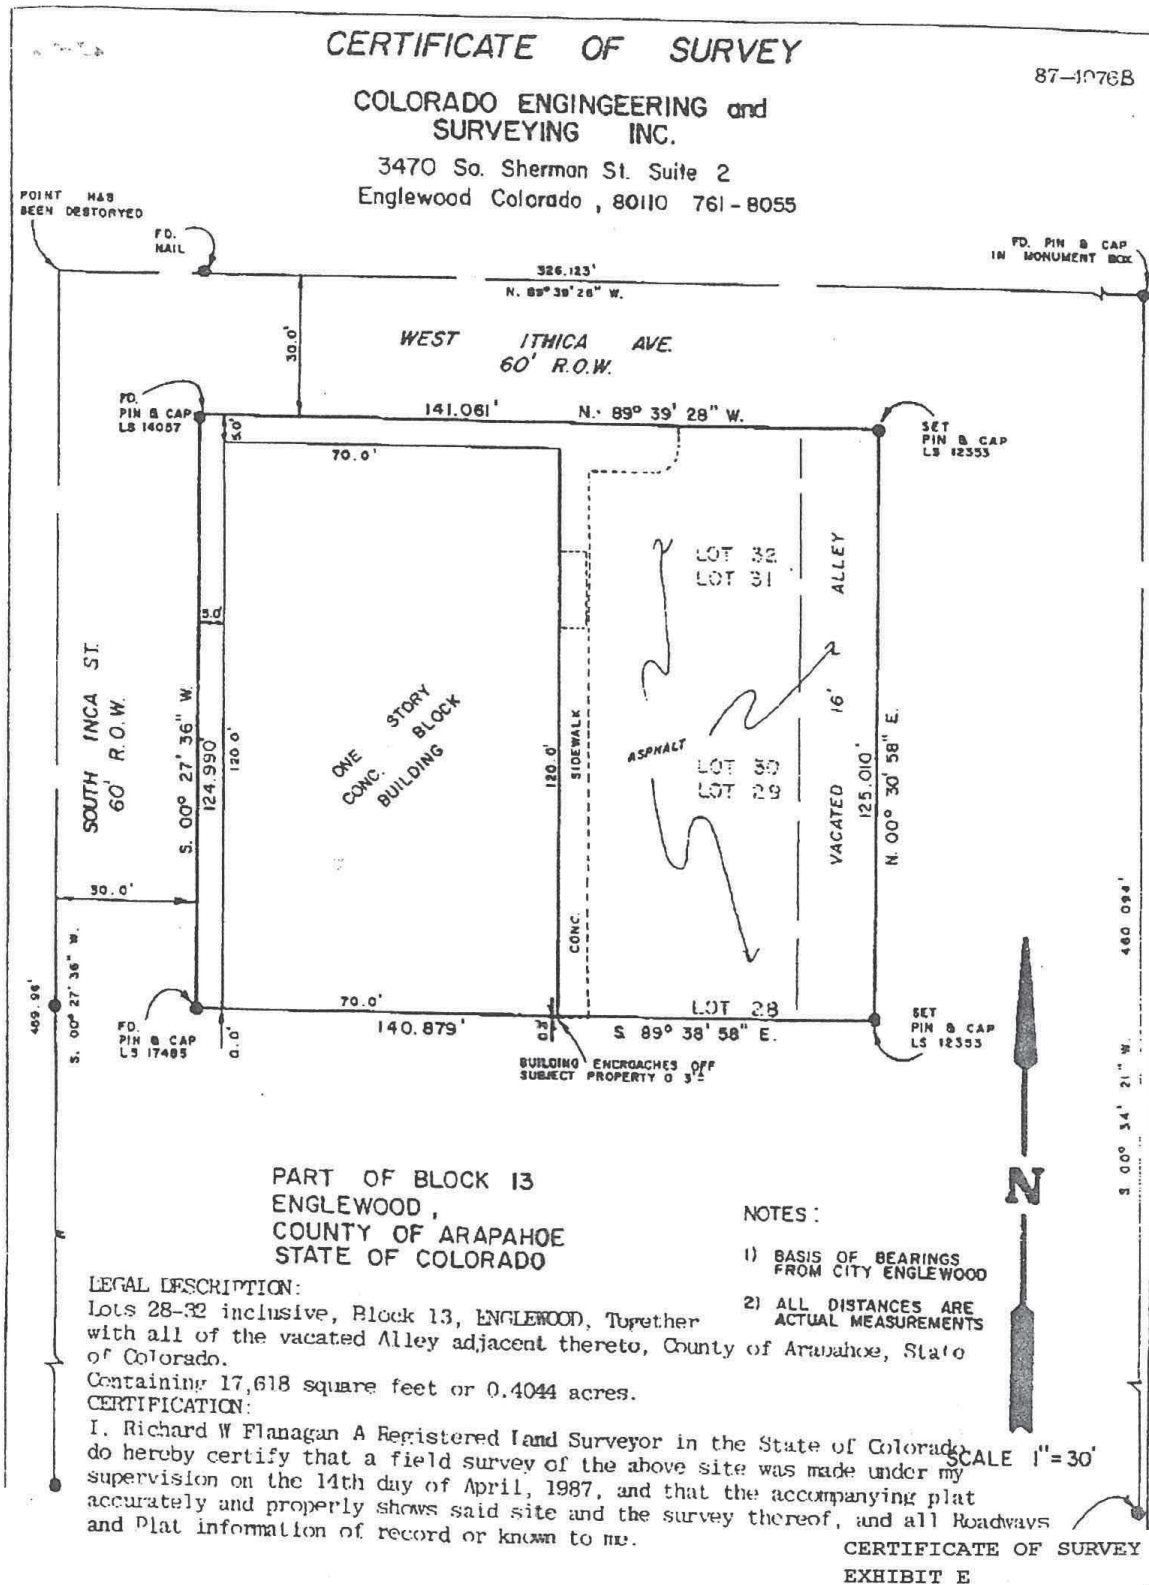 CERTIFICATE OF SURVEY
COLORADO ENGINGEERING and
SURVEYING INC.
3470 So. Sherman St. Suite 2
Englewood Colorado , 80110 761-8055
POINT HAS
BEEN DESTORYED
FD.
NAIL
FD. PIN & CAP
IN MONUMENT BOX
326.123'
N. 89° 39' 28" W.
30.0'
WEST ITHICA AVE.
60' R.O.W.
FD.
PIN & CAP
LS 14057
141.061' N. 89° 39' 28" W.
SET
PIN & CAP
LS 12353
5.0'
70.0'
LOT 32
LOT 31
ALLEY
5.0'
SOUTH INCA ST.
60' R.O.W.
S. 00° 27' 36" W.
124.990
120.0'
ONE STORY
CONC. BLOCK
BUILDING
120.0'
SIDEWALK
CONC.
ASPHALT
LOT 30
LOT 29
VACATED 16'
125.010'
N. 00° 30' 58" E.
30.0'
469.96'
S. 00° 27' 36" W.
460 094'
S 00° 34' 21" W.
FD.
PIN & CAP
LS 17485
70.0'
140.879'
LOT 28
S. 89° 38' 58" E.
SET
PIN & CAP
LS 12353
BUILDING ENCROACHES OFF
SUBJECT PROPERTY 0 3'±
PART OF BLOCK 13
ENGLEWOOD ,
COUNTY OF ARAPAHOE
STATE OF COLORADO
N
NOTES :
1) BASIS OF BEARINGS
FROM CITY ENGLEWOOD
2) ALL DISTANCES ARE
ACTUAL MEASUREMENTS
LEGAL DESCRIPTION:
Lots 28-32 inclusive, Block 13, ENGLEWOOD, Together
with all of the vacated Alley adjacent thereto, County of Arapahoe, State
of Colorado.
Containing 17,618 square feet or 0.4044 acres.
CERTIFICATION:
I. Richard W Flanagan A Registered Land Surveyor in the State of Colorado
do hereby certify that a field survey of the above site was made under my
supervision on the 14th day of April, 1987, and that the accompanying plat
accurately and properly shows said site and the survey thereof, and all Roadways
and Plat information of record or known to me.
SCALE 1"=30'
CERTIFICATE OF SURVEY
EXHIBIT E